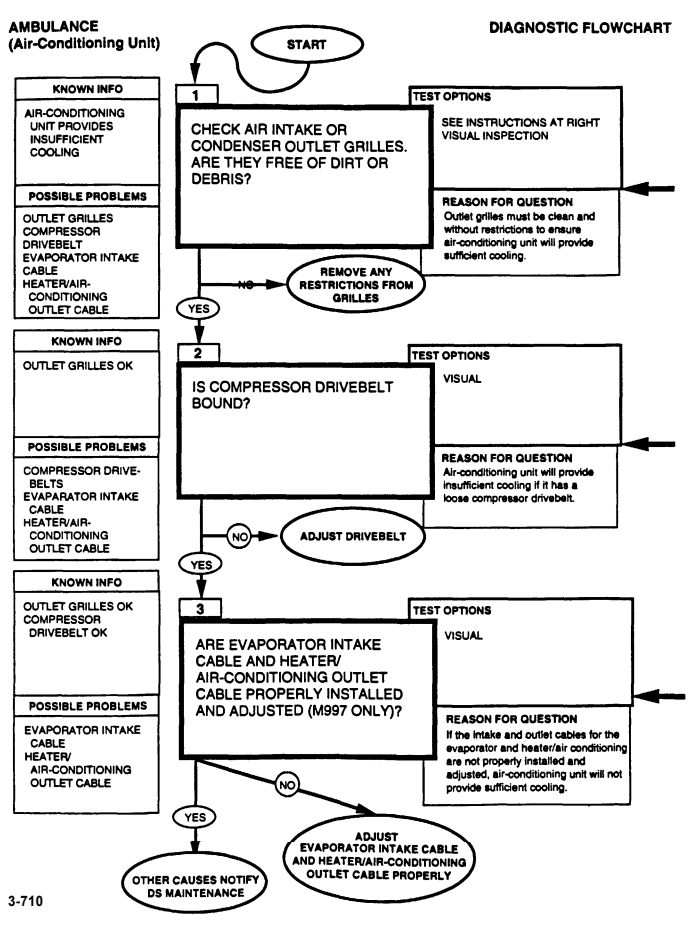 AMBULANCE
(Air-Conditioning Unit)
DIAGNOSTIC FLOWCHART
START
KNOWN INFO
AIR-CONDITIONING
UNIT PROVIDES
INSUFFICIENT
COOLING
POSSIBLE PROBLEMS
OUTLET GRILLES
COMPRESSOR
DRIVEBELT
EVAPORATOR INTAKE
CABLE
HEATER/AIR-
CONDITIONING
OUTLET CABLE
1
CHECK AIR INTAKE OR
CONDENSER OUTLET GRILLES.
ARE THEY FREE OF DIRT OR
DEBRIS?
TEST OPTIONS
SEE INSTRUCTIONS AT RIGHT
VISUAL INSPECTION
REASON FOR QUESTION
Outlet grilles must be clean and
without restrictions to ensure
air-conditioning unit will provide
sufficient cooling.
NO
REMOVE ANY
RESTRICTIONS FROM
GRILLES
YES
KNOWN INFO
OUTLET GRILLES OK
POSSIBLE PROBLEMS
COMPRESSOR DRIVE-
BELTS
EVAPARATOR INTAKE
CABLE
HEATER/AIR-
CONDITIONING
OUTLET CABLE
2
IS COMPRESSOR DRIVEBELT
BOUND?
TEST OPTIONS
VISUAL
REASON FOR QUESTION
Air-conditioning unit will provide
insufficient cooling if it has a
loose compressor drivebelt.
NO
ADJUST DRIVEBELT
YES
KNOWN INFO
OUTLET GRILLES OK
COMPRESSOR
DRIVEBELT OK
POSSIBLE PROBLEMS
EVAPORATOR INTAKE
CABLE
HEATER/
AIR-CONDITIONING
OUTLET CABLE
3
ARE EVAPORATOR INTAKE
CABLE AND HEATER/
AIR-CONDITIONING OUTLET
CABLE PROPERLY INSTALLED
AND ADJUSTED (M997 ONLY)?
TEST OPTIONS
VISUAL
REASON FOR QUESTION
If the intake and outlet cables for the
evaporator and heater/air conditioning
are not properly installed and
adjusted, air-conditioning unit will not
provide sufficient cooling.
NO
YES
ADJUST
EVAPORATOR INTAKE CABLE
AND HEATER/AIR-CONDITIONING
OUTLET CABLE PROPERLY
OTHER CAUSES NOTIFY
DS MAINTENANCE
3-710